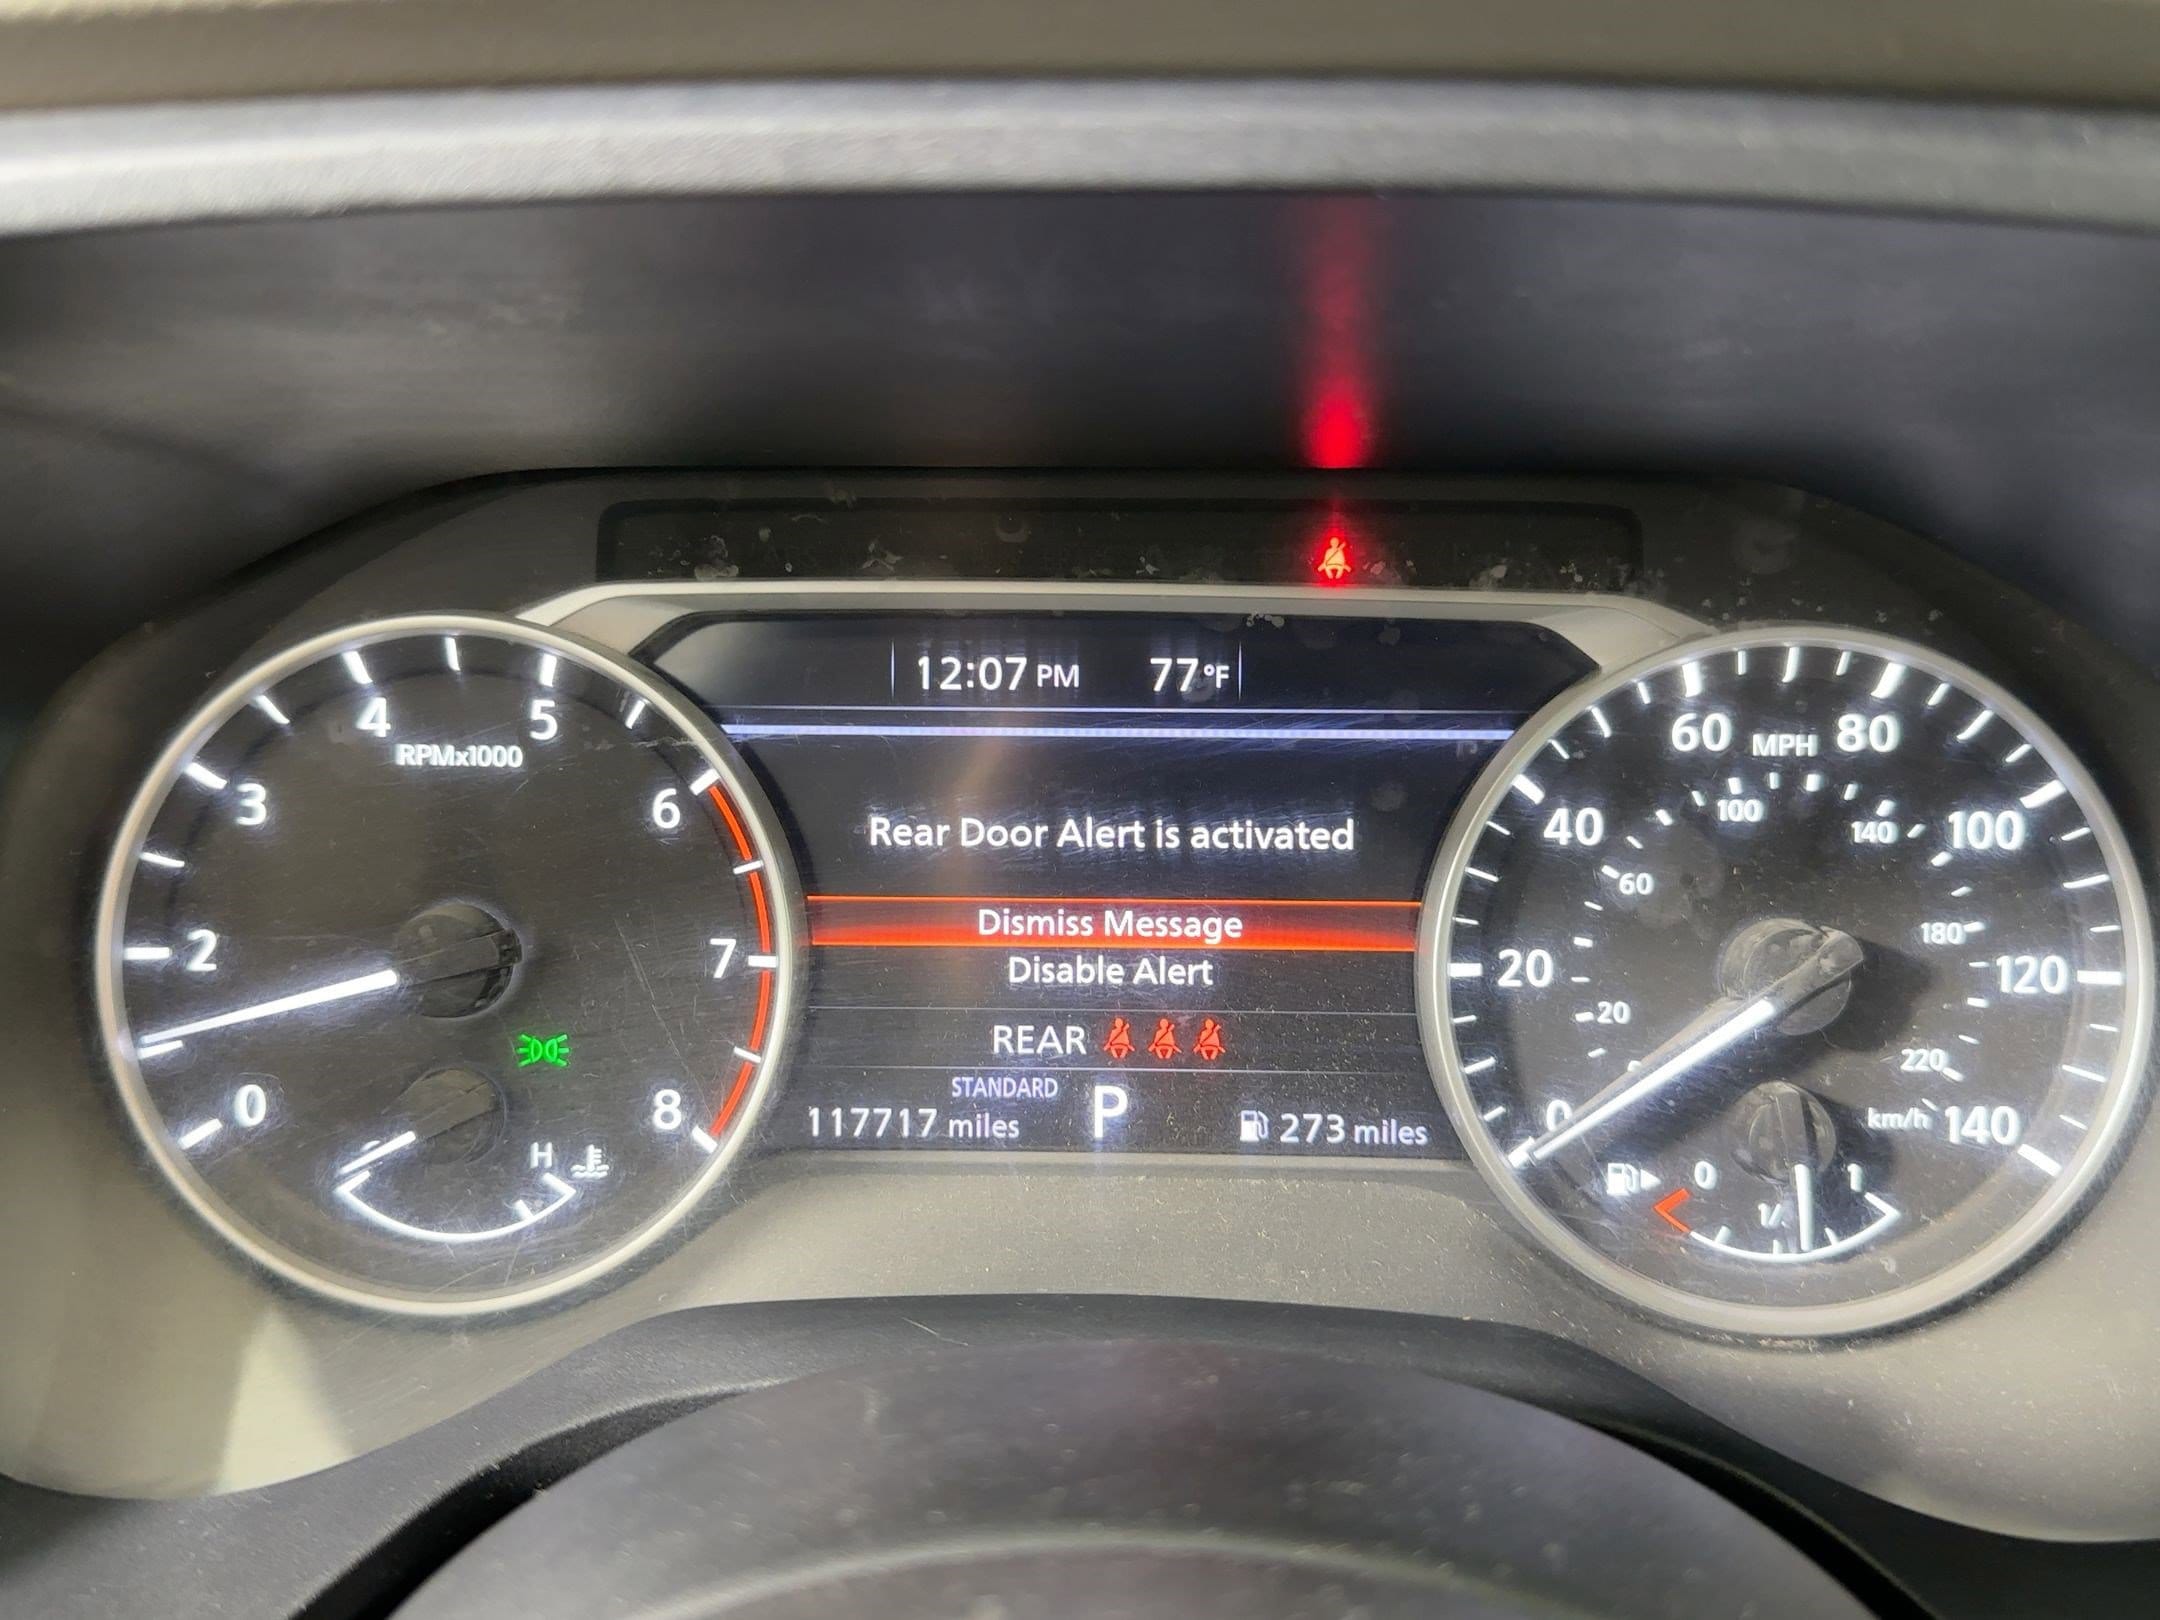 12:07 PM 77°F
4 5
RPMx1000
3 6
2 7
0 8
H
Rear Door Alert is activated
Dismiss Message
Disable Alert
REAR
STANDARD
117717 miles P 273 miles
60 MPH 80
100 140
40 100
60 180
20 120
20 220
0 km/h 140
0 1